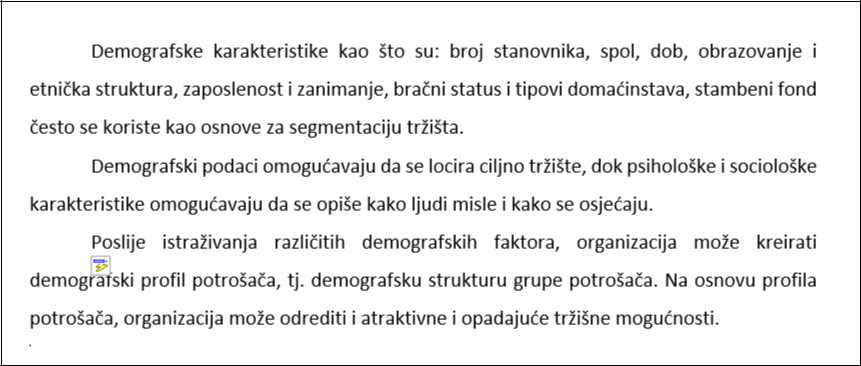 Demografske karakteristike kao što su: broj stanovnika, spol, dob, obrazovanje i
etnička struktura, zaposlenost i zanimanje, bračni status i tipovi domaćinstava, stambeni fond
često se koriste kao osnove za segmentaciju tržišta.
Demografski podaci omogućavaju da se locira ciljno tržište, dok psihološke i sociološke
karakteristike omogućavaju da se opiše kako ljudi misle i kako se osjećaju.
Poslije istraživanja različitih demografskih faktora, organizacija može kreirati
demografski profil potrošača, tj. demografsku strukturu grupe potrošača. Na osnovu profila
potrošača, organizacija može odrediti i atraktivne i opadajuće tržišne mogućnosti.
.